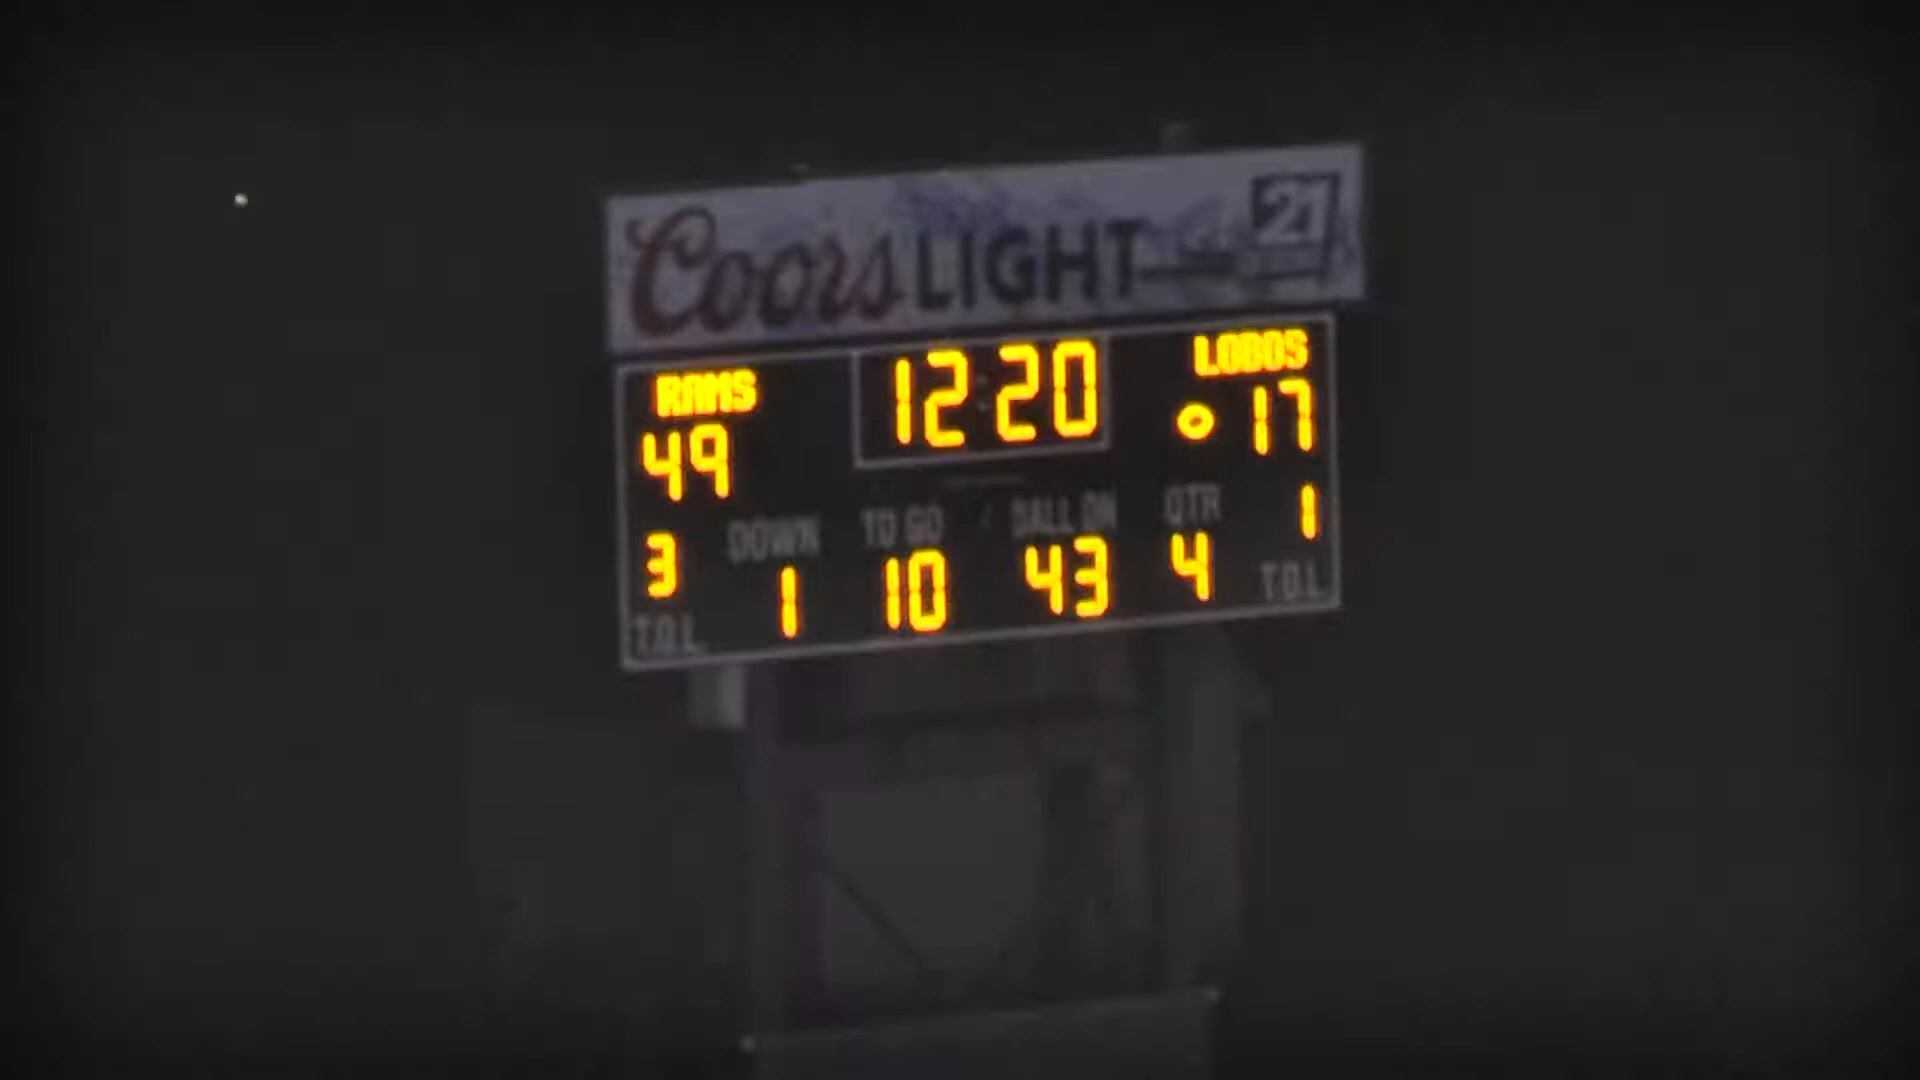 Coors LIGHT 21
RAMS 12:20 LOBOS
49 17
DOWN TO GO BALL ON QTR 1
3 1 10 43 4 T.O.L.
T.O.L.